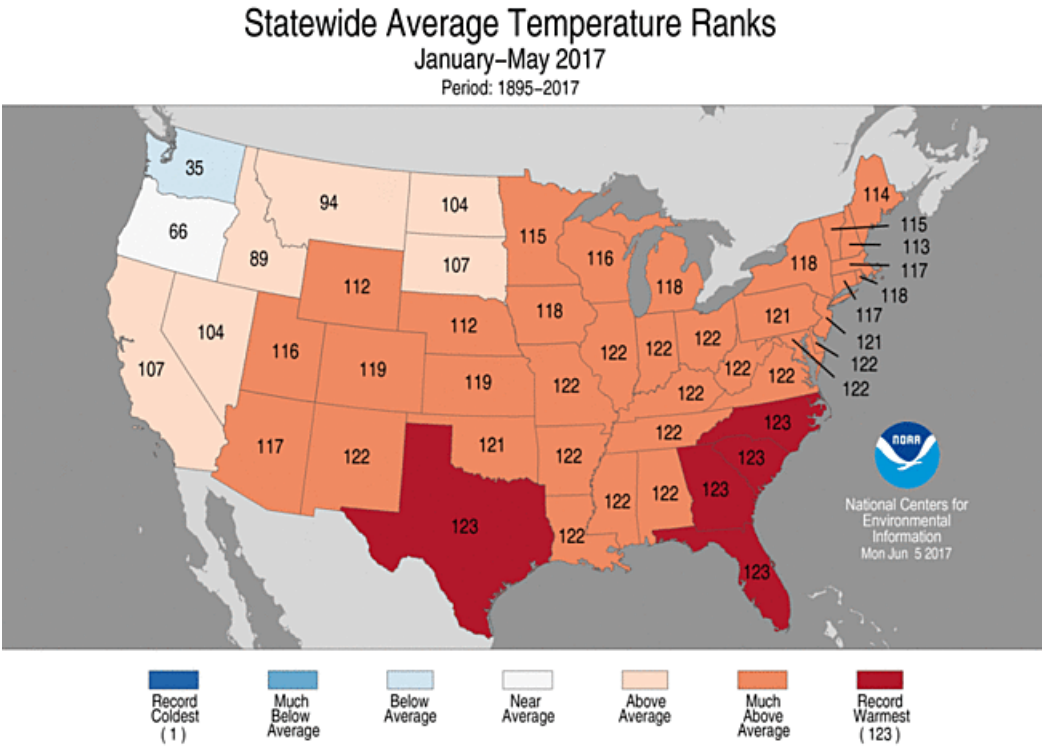 Statewide Average Temperature Ranks
January–May 2017
Period: 1895–2017
35
94
104
66
89
107
115
116
118
114
115
113
117
118
117
118
112
104
107
116
119
112
119
118
122
122
122
121
121
122
122
122
122
122
122
117
122
121
122
122
123
123
123
123
122
122
122
123
NOAA
National Centers for
Environmental
Information
Mon Jun 5 2017
Record
Coldest
( 1 )
Much
Below
Average
Below
Average
Near
Average
Above
Average
Much
Above
Average
Record
Warmest
( 123 )